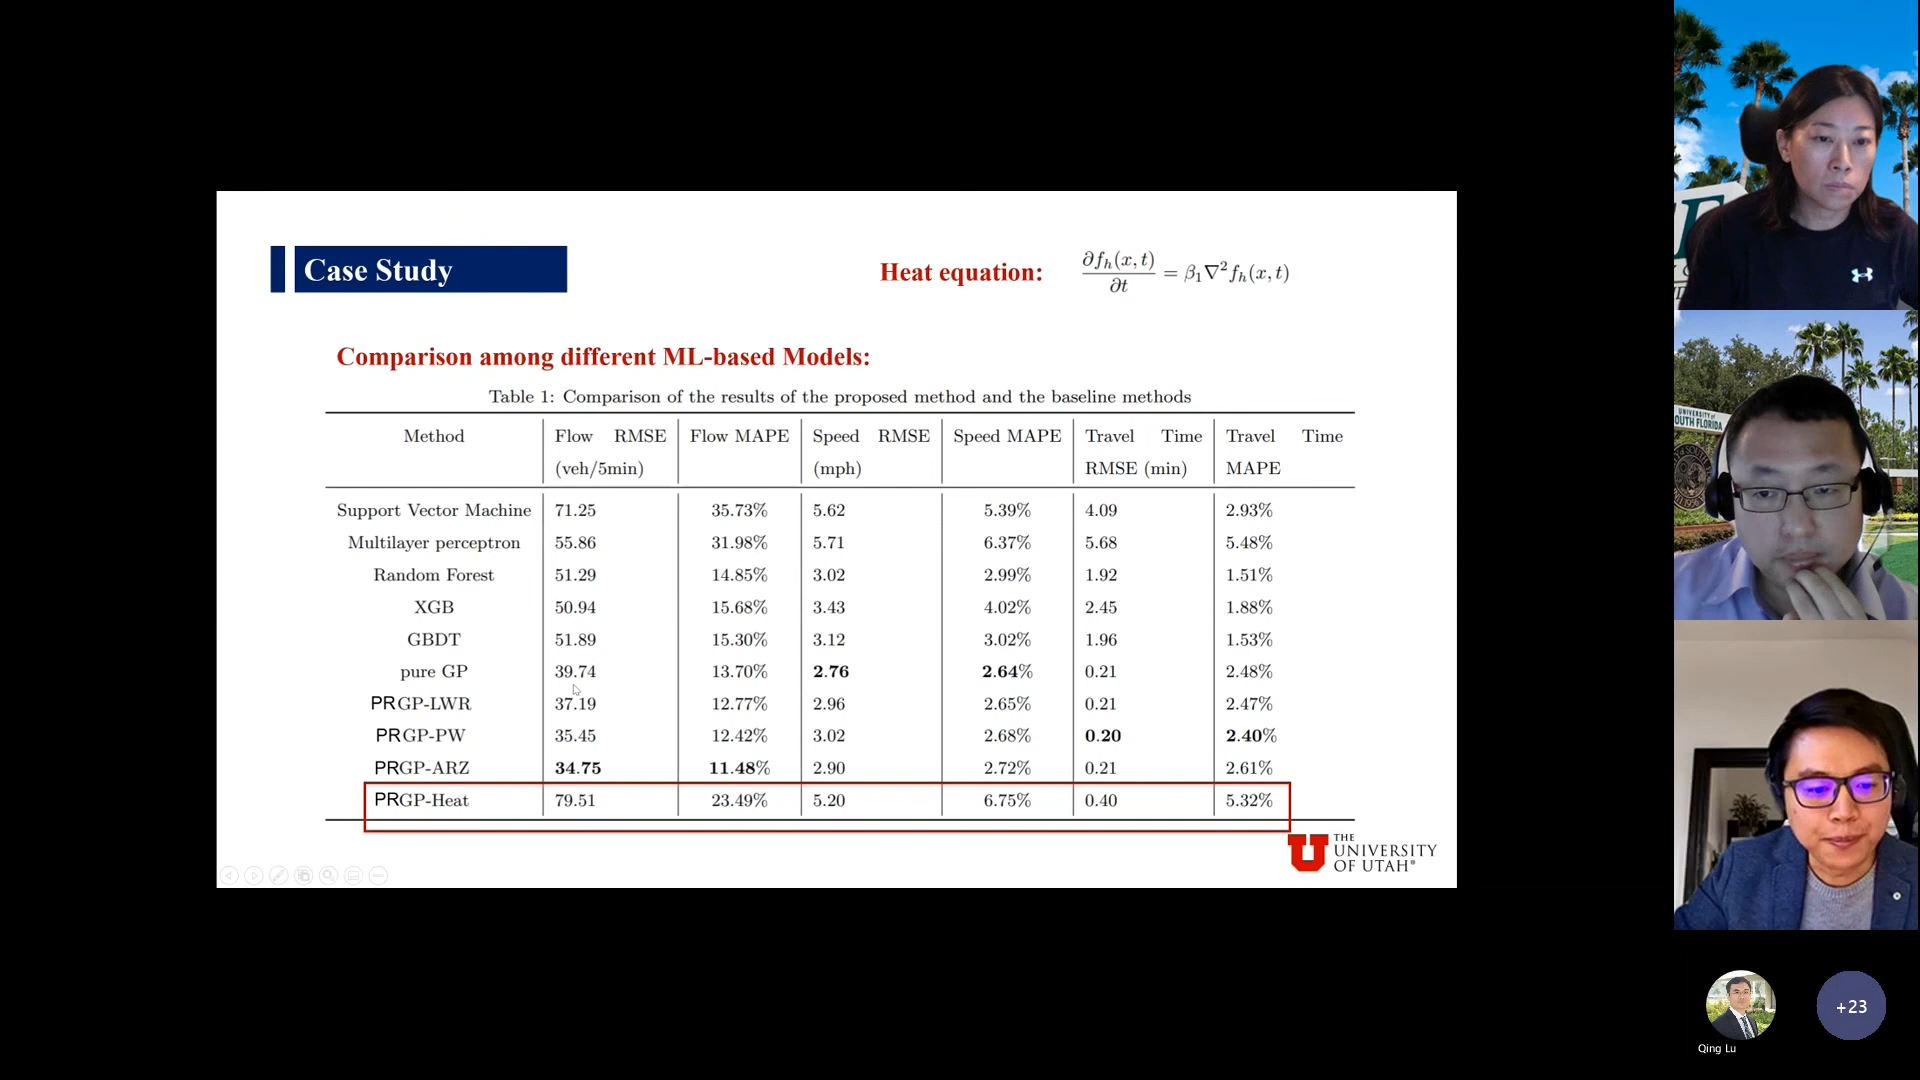 Case Study
Heat equation:
∂f_h(x,t)/∂t = β₁∇²f_h(x,t)
Comparison among different ML-based Models:
Table 1: Comparison of the results of the proposed method and the baseline methods
Method Flow RMSE (veh/5min) Flow MAPE Speed RMSE (mph) Speed MAPE Travel Time RMSE (min) Travel Time MAPE
Support Vector Machine 71.25 35.73% 5.62 5.39% 4.09 2.93%
Multilayer perceptron 55.86 31.98% 5.71 6.37% 5.68 5.48%
Random Forest 51.29 14.85% 3.02 2.99% 1.92 1.51%
XGB 50.94 15.68% 3.43 4.02% 2.45 1.88%
GBDT 51.89 15.30% 3.12 3.02% 1.96 1.53%
pure GP 39.74 13.70% 2.76 2.64% 0.21 2.48%
PRGP-LWR 37.19 12.77% 2.96 2.65% 0.21 2.47%
PRGP-PW 35.45 12.42% 3.02 2.68% 0.20 2.40%
PRGP-ARZ 34.75 11.48% 2.90 2.72% 0.21 2.61%
PRGP-Heat 79.51 23.49% 5.20 6.75% 0.40 5.32%
THE
UNIVERSITY
OF UTAH®
UNIVERSITY of
SOUTH FLORIDA
+23
Qing Lu